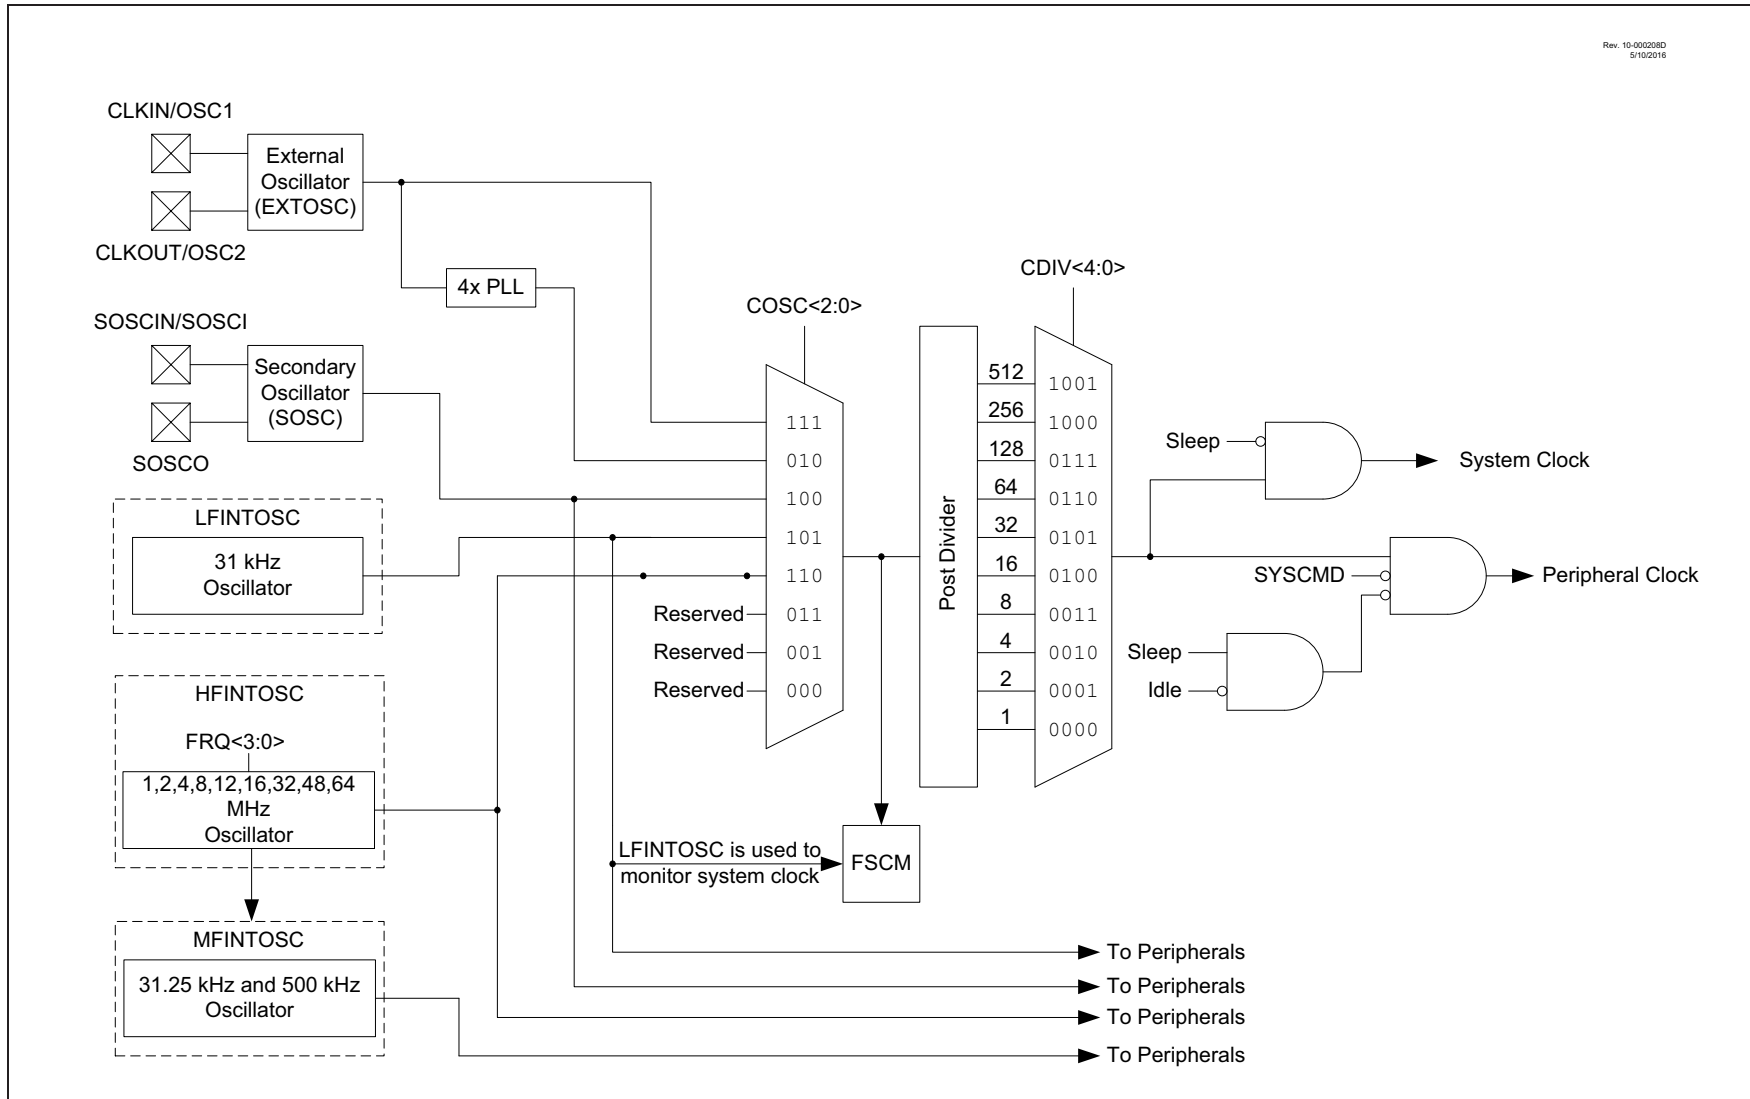 Rev. 10-000208D
5/10/2016
CLKIN/OSC1
External
Oscillator
(EXTOSC)
CLKOUT/OSC2
4x PLL
SOSCIN/SOSCI
Secondary
Oscillator
(SOSC)
SOSCO
LFINTOSC
31 kHz
Oscillator
HFINTOSC
FRQ<3:0>
1,2,4,8,12,16,32,48,64
MHz
Oscillator
MFINTOSC
31.25 kHz and 500 kHz
Oscillator
COSC<2:0>
111
010
100
101
110
Reserved 011
Reserved 001
Reserved 000
LFINTOSC is used to
monitor system clock
FSCM
Post Divider
CDIV<4:0>
512 1001
256 1000
128 0111
64 0110
32 0101
16 0100
8 0011
4 0010
2 0001
1 0000
Sleep
System Clock
SYSCMD
Peripheral Clock
Sleep
Idle
To Peripherals
To Peripherals
To Peripherals
To Peripherals